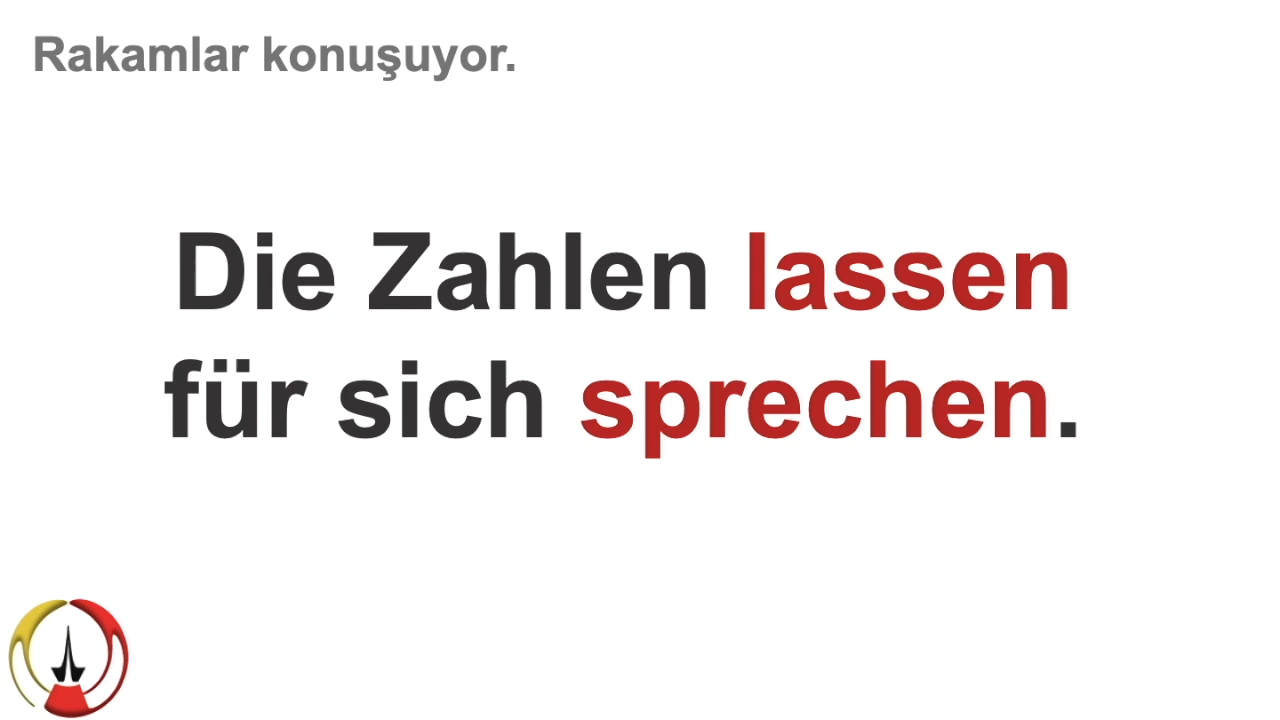 Rakamlar konuşuyor.
Die Zahlen lassen
für sich sprechen.